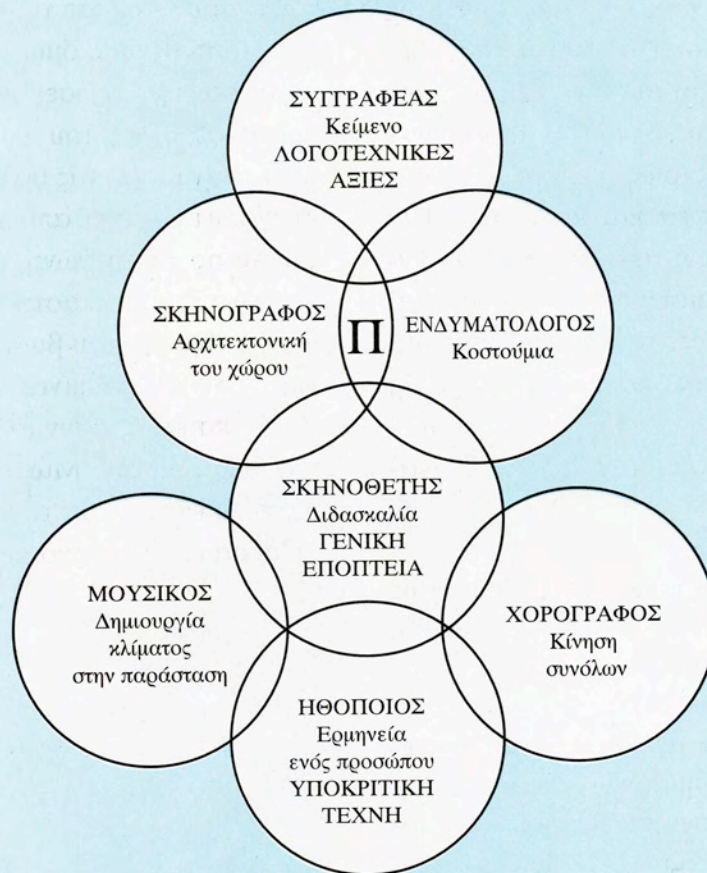 ΣΥΓΓΡΑΦΕΑΣ
Κείμενο
ΛΟΓΟΤΕΧΝΙΚΕΣ
ΑΞΙΕΣ
ΣΚΗΝΟΓΡΑΦΟΣ
Αρχιτεκτονική
του χώρου
Π
ΕΝΔΥΜΑΤΟΛΟΓΟΣ
Κοστούμια
ΣΚΗΝΟΘΕΤΗΣ
Διδασκαλία
ΓΕΝΙΚΗ
ΕΠΟΠΤΕΙΑ
ΜΟΥΣΙΚΟΣ
Δημιουργία
κλίματος
στην παράσταση
ΧΟΡΟΓΡΑΦΟΣ
Κίνηση
συνόλων
ΗΘΟΠΟΙΟΣ
Ερμηνεία
ενός προσώπου
ΥΠΟΚΡΙΤΙΚΗ
ΤΕΧΝΗ